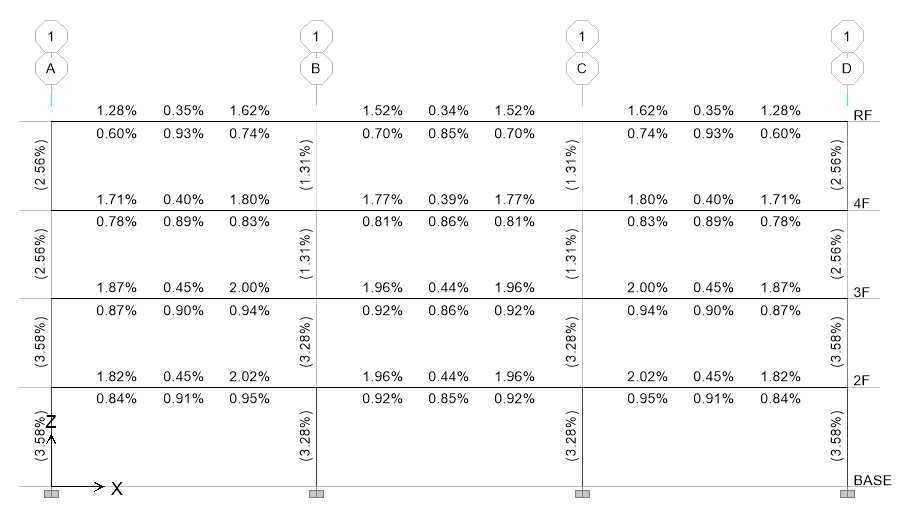 1 1 1 1
A B C D
1.28% 0.35% 1.62% 1.52% 0.34% 1.52% 1.62% 0.35% 1.28% RF
0.60% 0.93% 0.74% 0.70% 0.85% 0.70% 0.74% 0.93% 0.60%
(2.56%) (1.31%) (1.31%) (2.56%)
1.71% 0.40% 1.80% 1.77% 0.39% 1.77% 1.80% 0.40% 1.71% 4F
0.78% 0.89% 0.83% 0.81% 0.86% 0.81% 0.83% 0.89% 0.78%
(2.56%) (1.31%) (1.31%) (2.56%)
1.87% 0.45% 2.00% 1.96% 0.44% 1.96% 2.00% 0.45% 1.87% 3F
0.87% 0.90% 0.94% 0.92% 0.86% 0.92% 0.94% 0.90% 0.87%
(3.58%) (3.28%) (3.28%) (3.58%)
1.82% 0.45% 2.02% 1.96% 0.44% 1.96% 2.02% 0.45% 1.82% 2F
0.84% 0.91% 0.95% 0.92% 0.85% 0.92% 0.95% 0.91% 0.84%
(3.58%) (3.28%) (3.28%) (3.58%)
Z
X
BASE